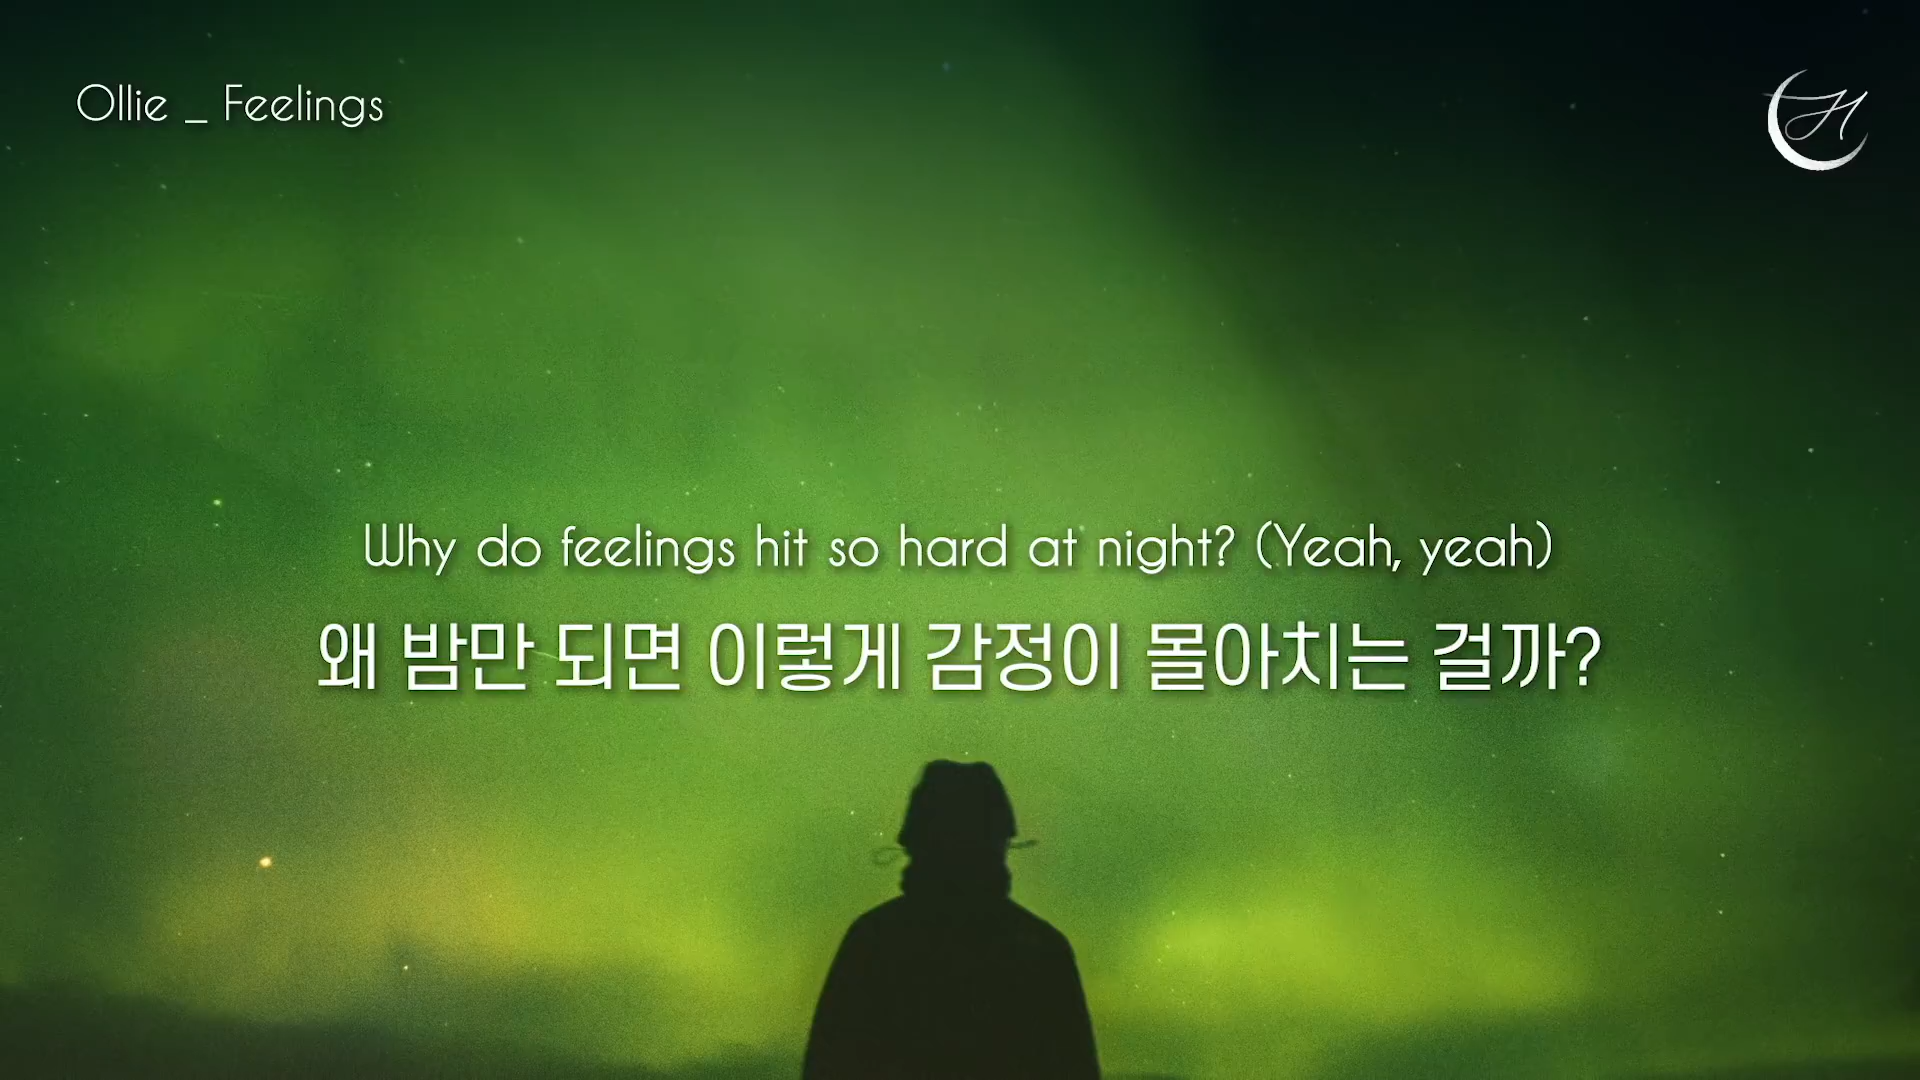 Ollie _ Feelings
H
Why do feelings hit so hard at night? (Yeah, yeah)
왜 밤만 되면 이렇게 감정이 몰아치는 걸까?